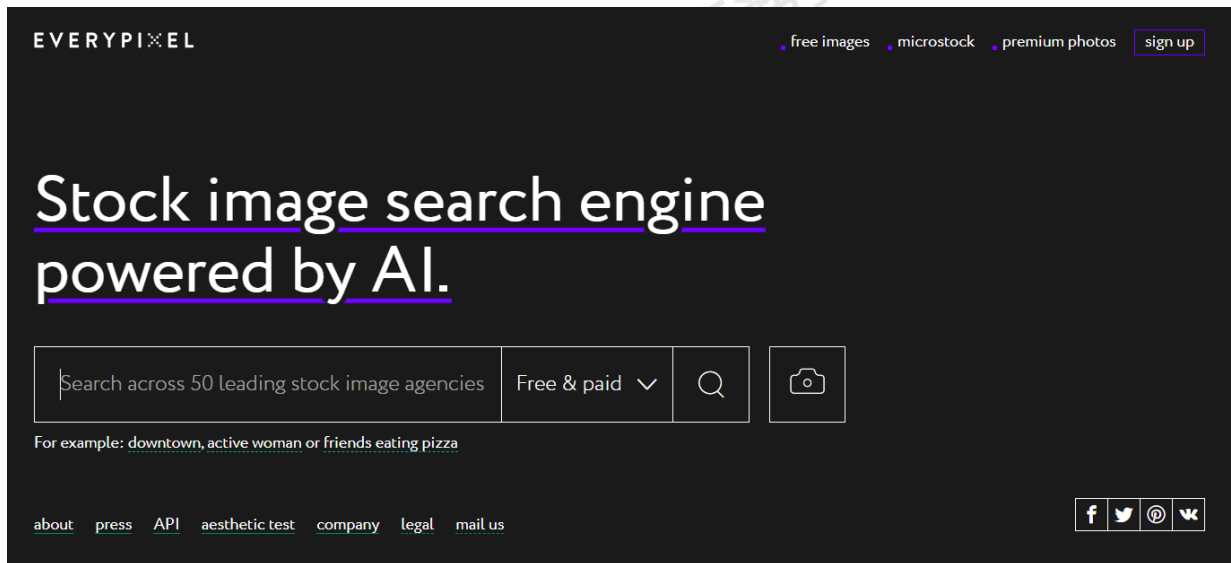 EVERYPIXEL
free images microstock premium photos sign up
Stock image search engine
powered by AI.
Search across 50 leading stock image agencies Free & paid
For example: downtown, active woman or friends eating pizza
about press API aesthetic test company legal mail us